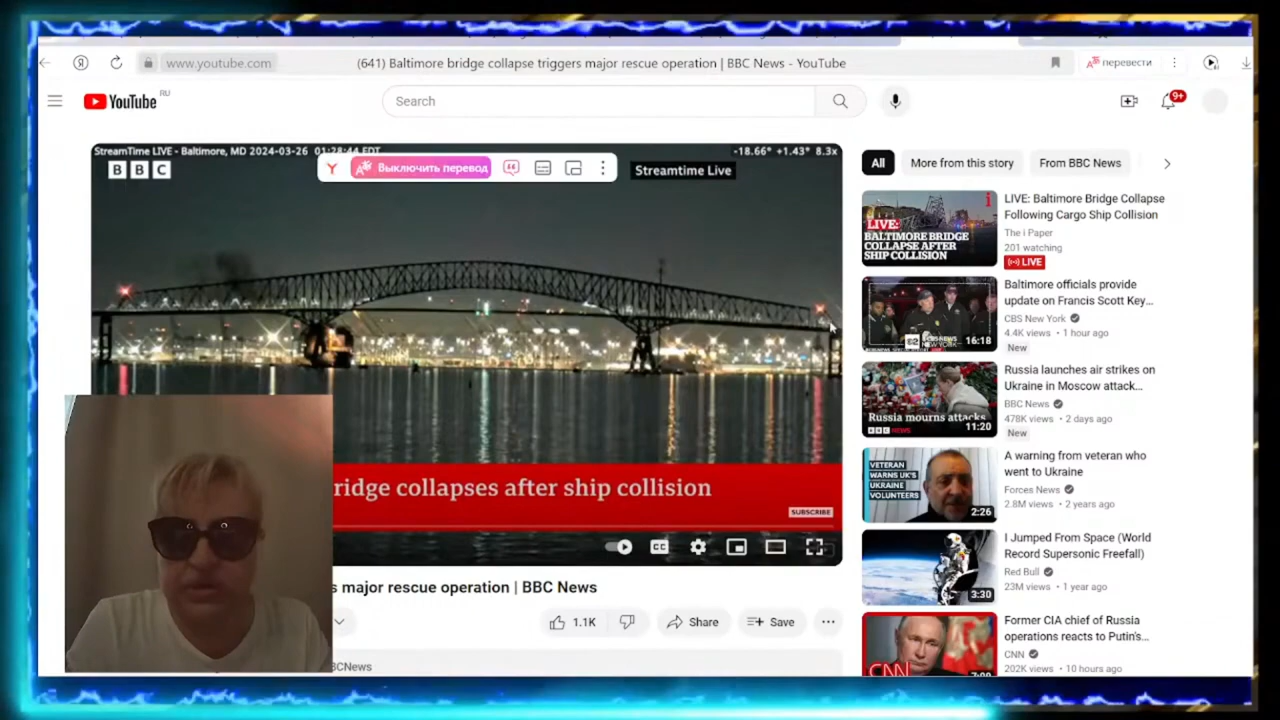 www.youtube.com
(641) Baltimore bridge collapse triggers major rescue operation | BBC News - YouTube
перевести
YouTube RU
Search
9+
StreamTime LIVE - Baltimore, MD 2024-03-26 01:28:44 EDT
-18.66° +1.43° 8.3x
BBC
Выключить перевод
Streamtime Live
ridge collapses after ship collision
SUBSCRIBE
CC
s major rescue operation | BBC News
1.1K
Share
Save
BCNews
All
More from this story
From BBC News
LIVE:
BALTIMORE BRIDGE
COLLAPSE AFTER
SHIP COLLISION
LIVE: Baltimore Bridge Collapse
Following Cargo Ship Collision
The i Paper
201 watching
LIVE
16:18
Baltimore officials provide
update on Francis Scott Key...
CBS New York
4.4K views • 1 hour ago
New
Russia mourns attacks
BBC NEWS
11:20
Russia launches air strikes on
Ukraine in Moscow attack...
BBC News
478K views • 2 days ago
New
VETERAN
WARNS UK'S
UKRAINE
VOLUNTEERS
2:26
A warning from veteran who
went to Ukraine
Forces News
2.8M views • 2 years ago
3:30
I Jumped From Space (World
Record Supersonic Freefall)
Red Bull
23M views • 1 year ago
CNN
Former CIA chief of Russia
operations reacts to Putin's...
CNN
202K views • 10 hours ago